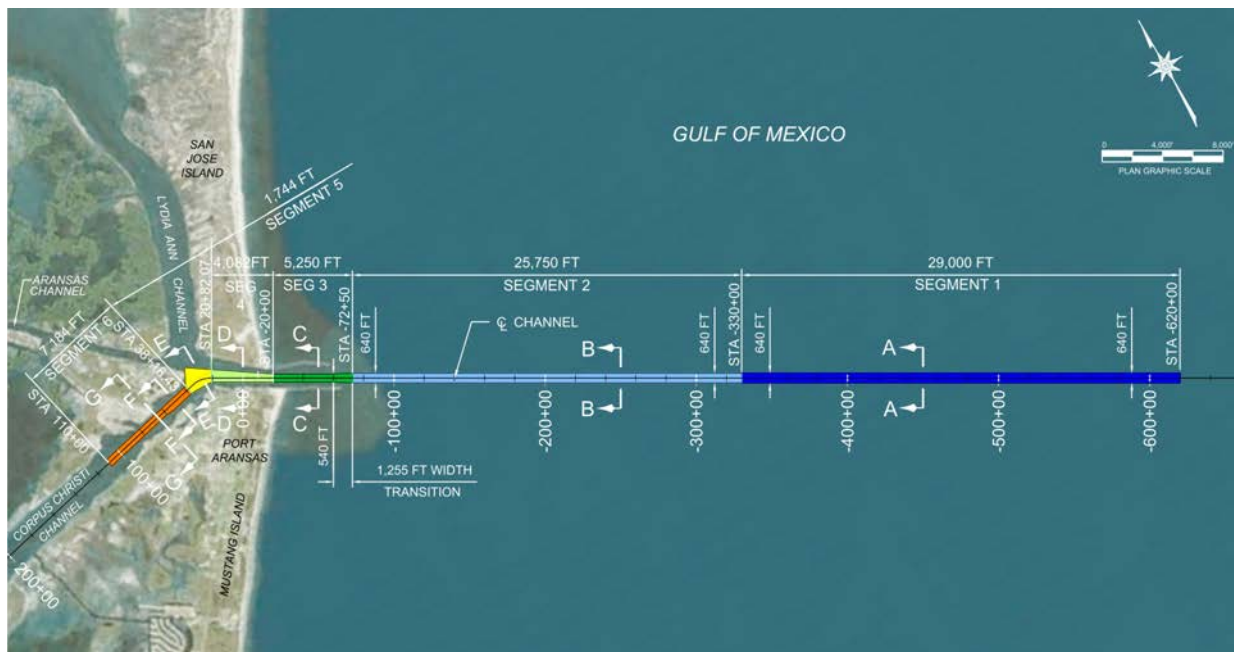 GULF OF MEXICO
0 4,000' 8,000'
PLAN GRAPHIC SCALE
SAN
JOSE
ISLAND
LYDIA ANN
CHANNEL
ARANSAS
CHANNEL
1,744 FT
SEGMENT 5
7,184 FT
SEGMENT 6
4,082FT
SEG
4
5,250 FT
SEG 3
25,750 FT
SEGMENT 2
29,000 FT
SEGMENT 1
STA 110+00
STA 20+82.07
STA -20+00
STA -72+50
STA -330+00
STA -620+00
640 FT
640 FT
640 FT
640 FT
℄ CHANNEL
E
D
C
B
A
G
F
E
D
C
B
A
F
G
540 FT
1,255 FT WIDTH
TRANSITION
0+00
-100+00
-200+00
-300+00
-400+00
-500+00
-600+00
100+00
200+00
PORT
ARANSAS
MUSTANG ISLAND
CORPUS CHRISTI
CHANNEL